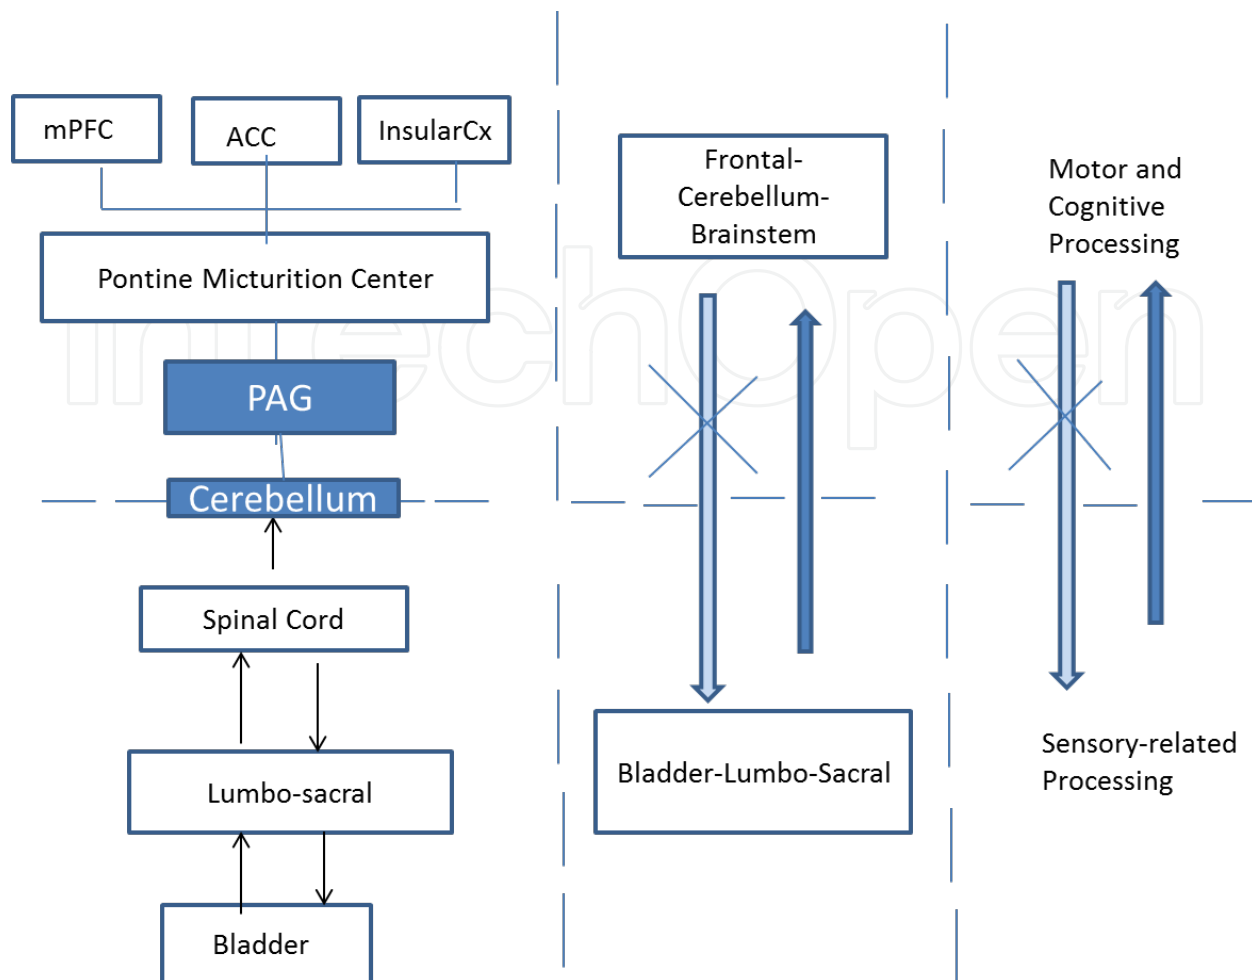 mPFC
ACC
InsularCx
Pontine Micturition Center
PAG
Cerebellum
Spinal Cord
Lumbo-sacral
Bladder
Frontal-
Cerebellum-
Brainstem
Bladder-Lumbo-Sacral
Motor and
Cognitive
Processing
Sensory-related
Processing
IntechOpen